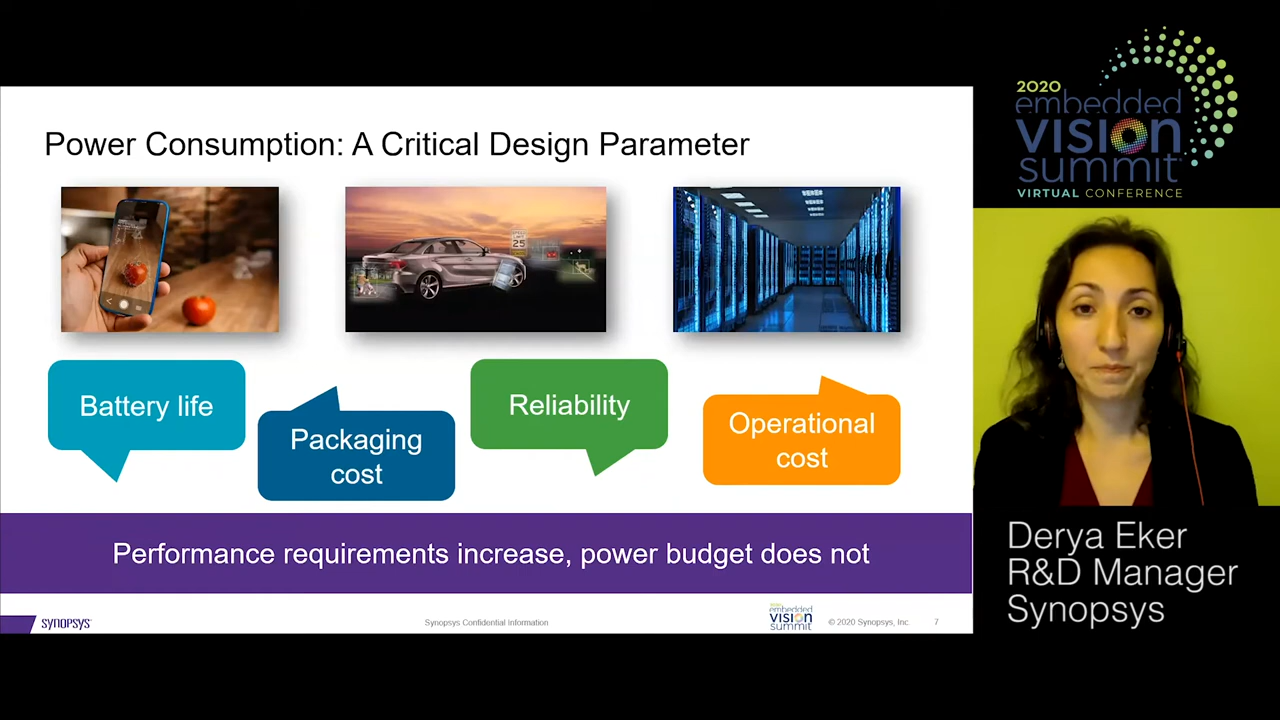 Power Consumption: A Critical Design Parameter
25
Battery life
Packaging
cost
Reliability
Operational
cost
Performance requirements increase, power budget does not
SYNOPSYS
Synopsys Confidential Information
2020
embedded
VISION
SUMMIT
© 2020 Synopsys, Inc.
7
2020
embedded
VISION
SUMMIT
VIRTUAL CONFERENCE
Derya Eker
R&D Manager
Synopsys